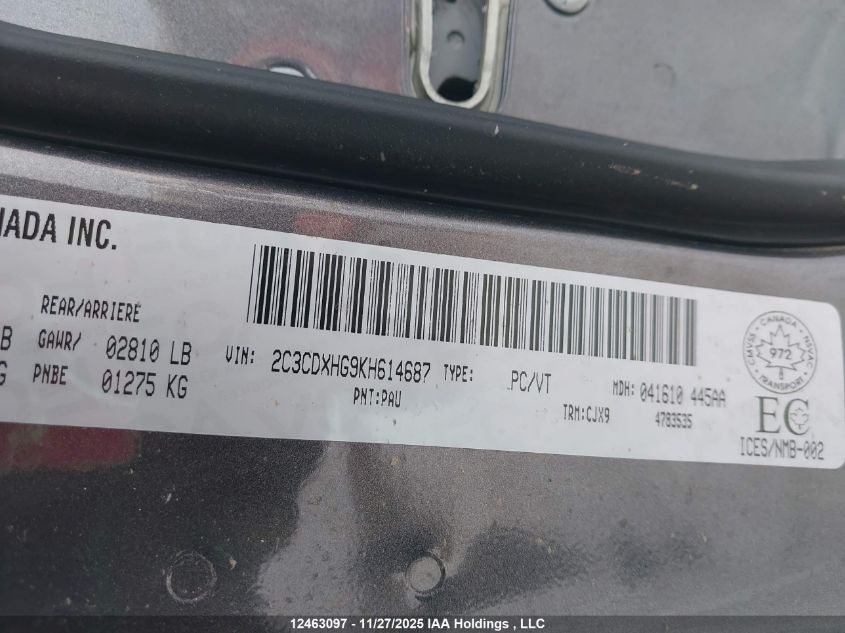 NADA INC.
REAR/ARRIERE
B GAWR/ 02810 LB
G PNBE 01275 KG
VIN: 2C3CDXHG9KH614687 TYPE: PC/VT MDH: 041610 445AA
PNT:PAU TRM:CJX9 4783535
CANADA
CMVSS NSVAC
972
TRANSPORT
EC
ICES/NMB-002
12463097 - 11/27/2025 IAA Holdings , LLC